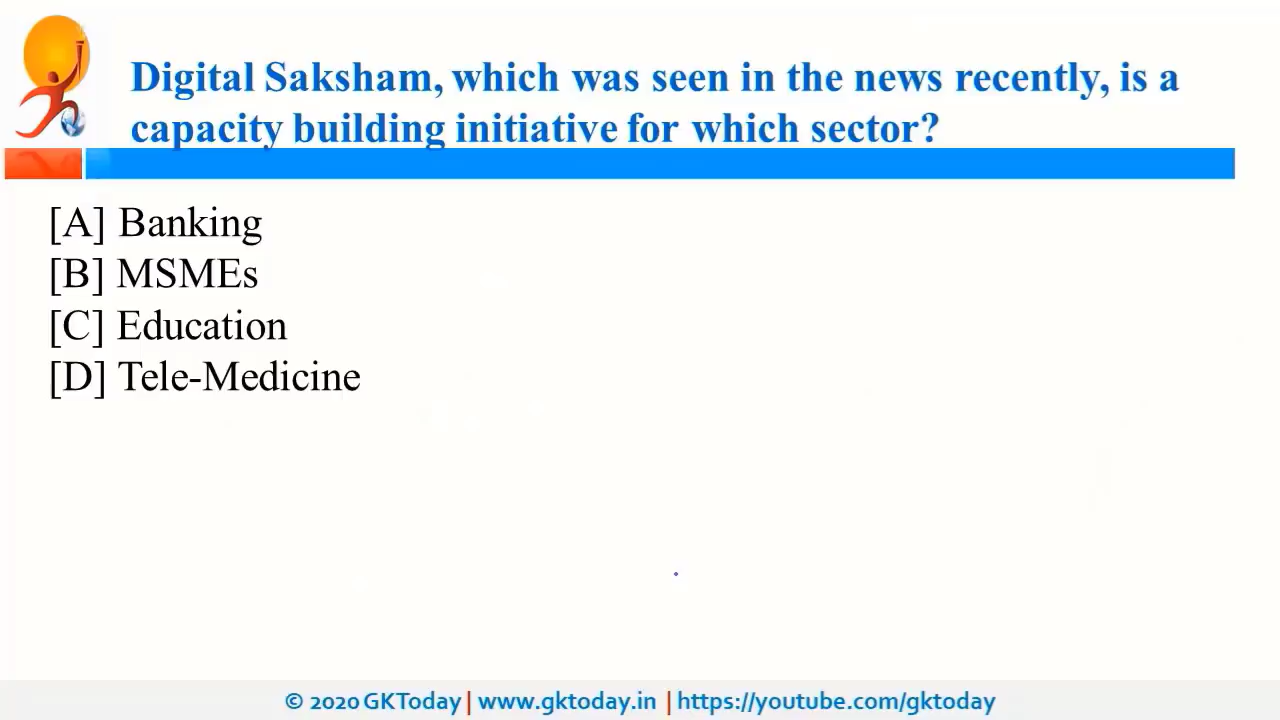 Digital Saksham, which was seen in the news recently, is a
capacity building initiative for which sector?
[A] Banking
[B] MSMEs
[C] Education
[D] Tele-Medicine
© 2020 GKToday | www.gktoday.in | https://youtube.com/gktoday